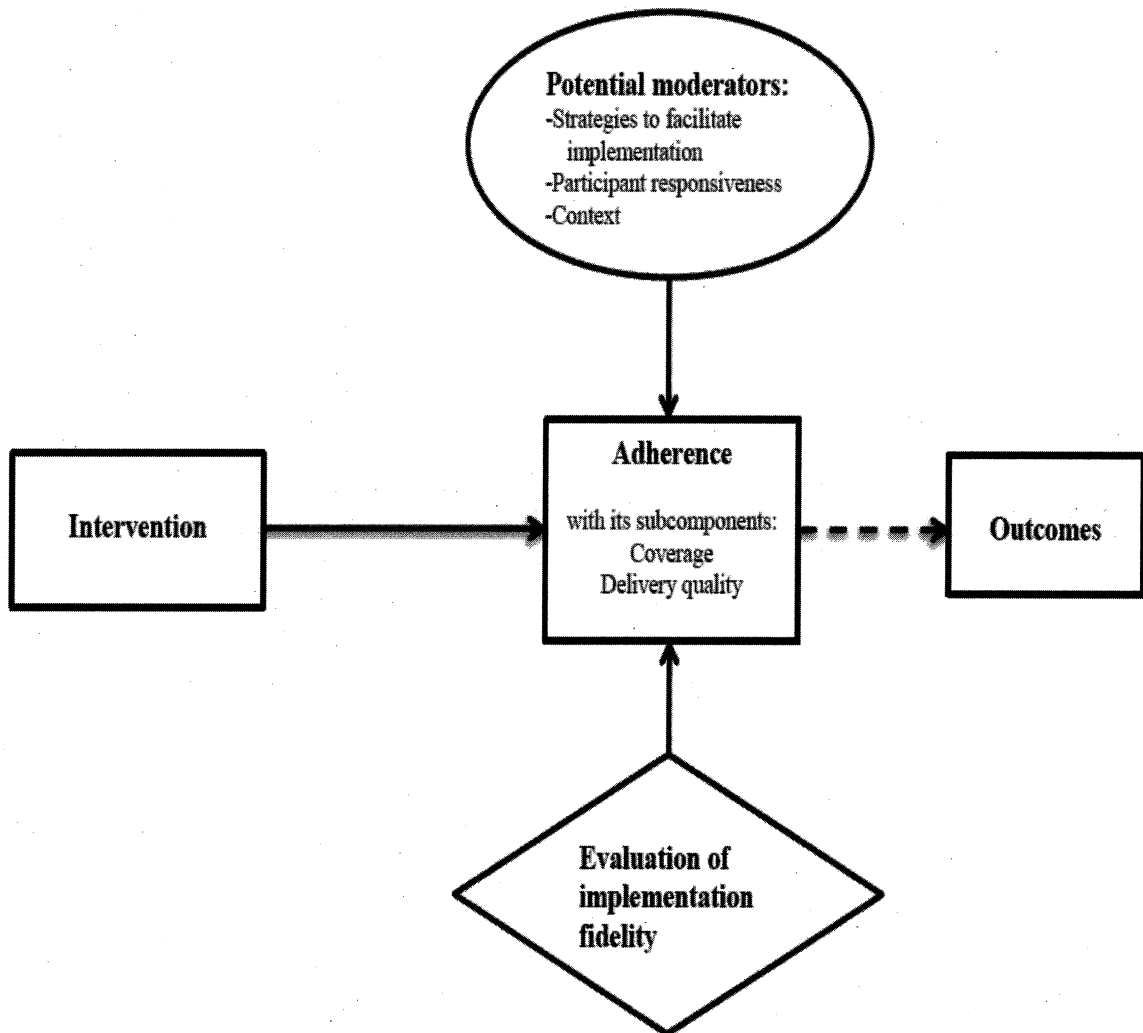 Potential moderators:
-Strategies to facilitate
implementation
-Participant responsiveness
-Context
Intervention
Adherence
with its subcomponents:
Coverage
Delivery quality
Outcomes
Evaluation of
implementation
fidelity